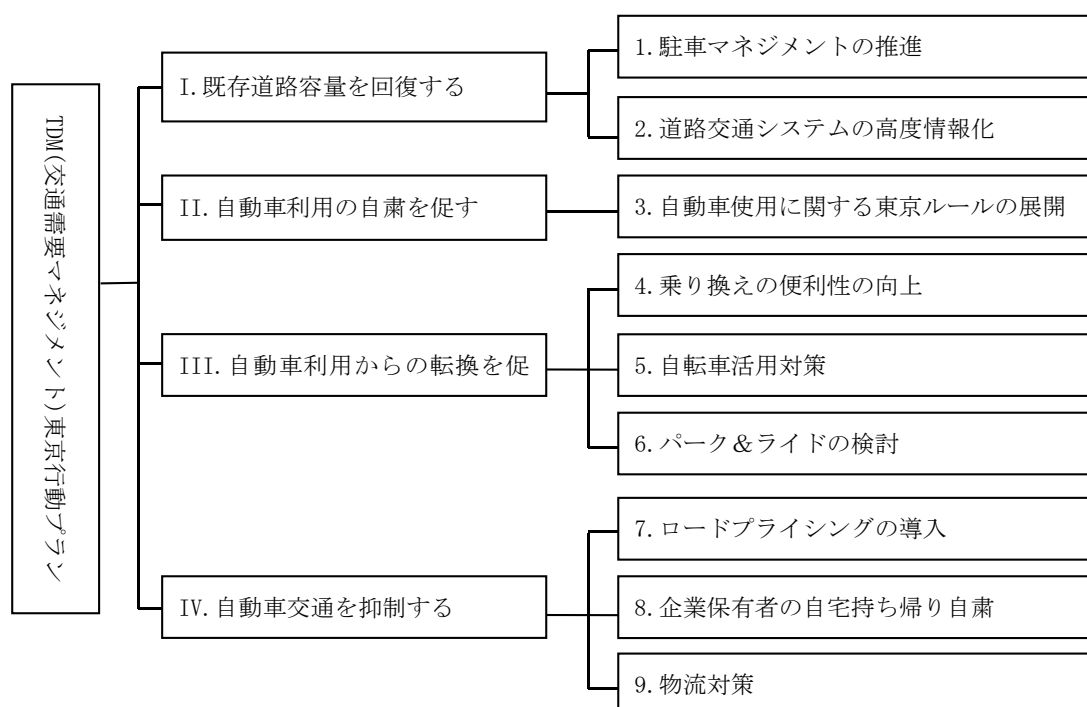 TDM(交通需要マネジメント)東京行動プラン
I.既存道路容量を回復する
1.駐車マネジメントの推進
2.道路交通システムの高度情報化
II.自動車利用の自粛を促す
3.自動車使用に関する東京ルールの展開
III.自動車利用からの転換を促
4.乗り換えの便利性の向上
5.自転車活用対策
6.パーク&ライドの検討
IV.自動車交通を抑制する
7.ロードプライシングの導入
8.企業保有者の自宅持ち帰り自粛
9.物流対策